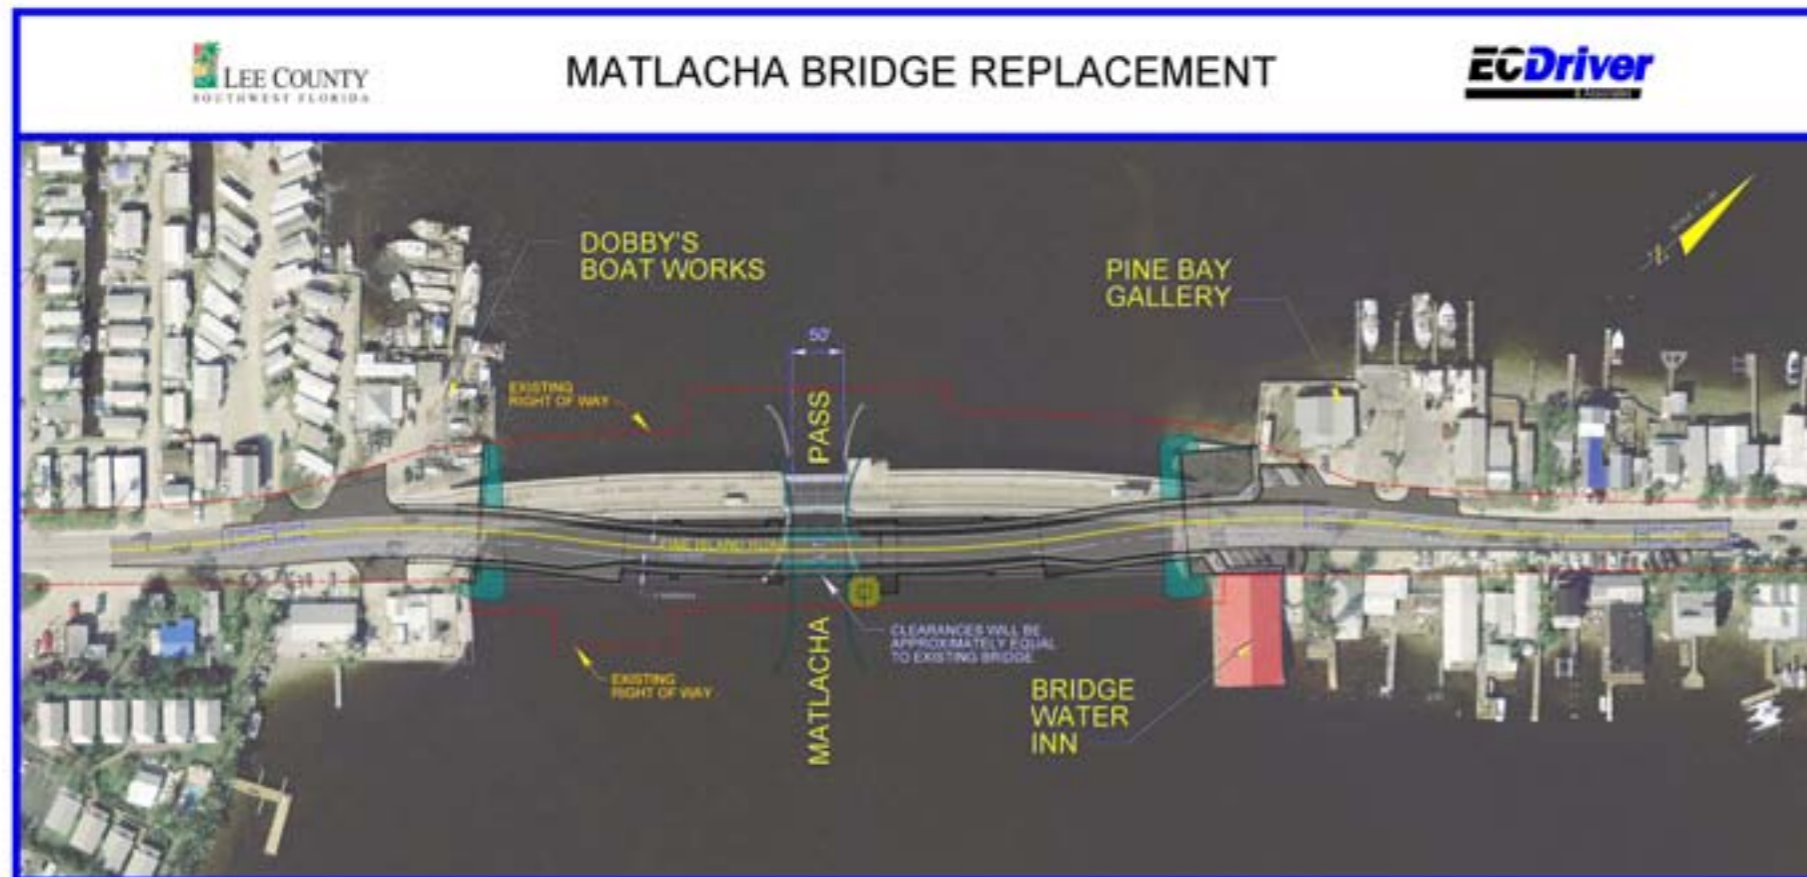 LEE COUNTY
SOUTHWEST FLORIDA
MATLACHA BRIDGE REPLACEMENT
ECDriver
& Associates
DOBBY'S
BOAT WORKS
PINE BAY
GALLERY
50'
EXISTING
RIGHT OF WAY
PASS
PINE ISLAND ROAD
CLEARANCES WILL BE
APPROXIMATELY EQUAL
TO EXISTING BRIDGE
MATLACHA
EXISTING
RIGHT OF WAY
BRIDGE
WATER
INN